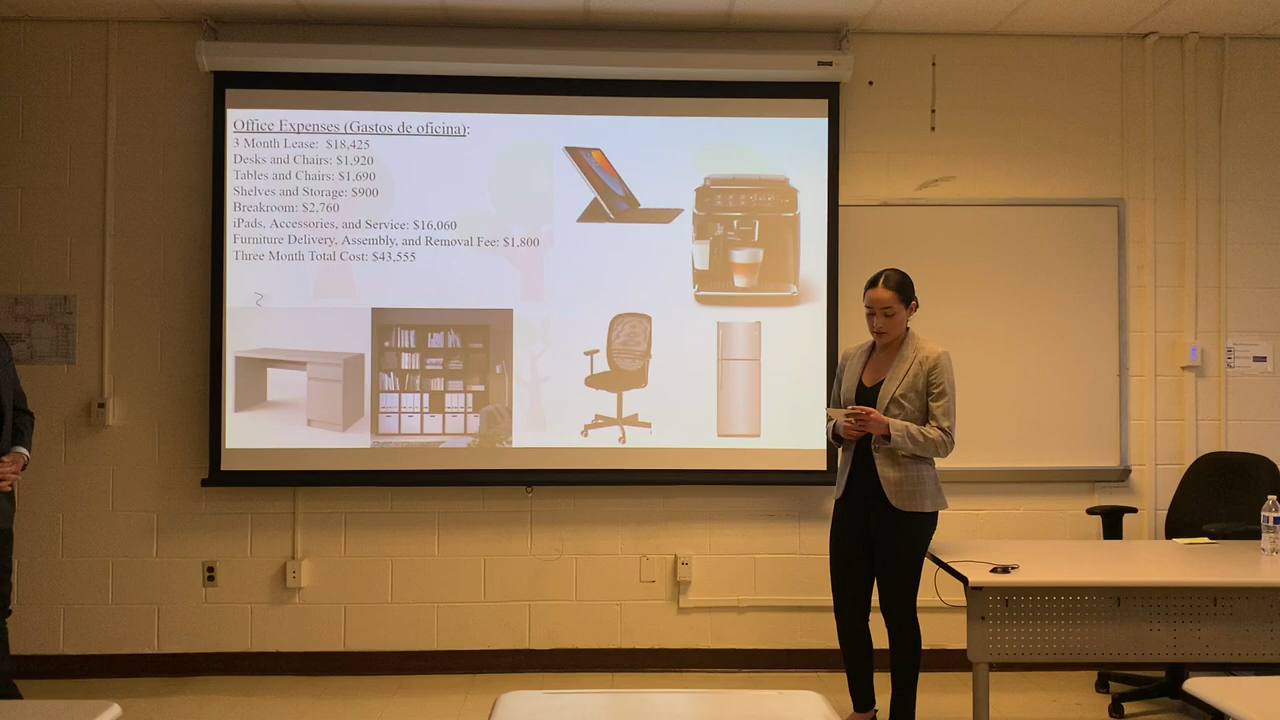 Office Expenses (Gastos de oficina):
3 Month Lease: $18,425
Desks and Chairs: $1,920
Tables and Chairs: $1,690
Shelves and Storage: $900
Breakroom: $2,760
iPads, Accessories, and Service: $16,060
Furniture Delivery, Assembly, and Removal Fee: $1,800
Three Month Total Cost: $43,555